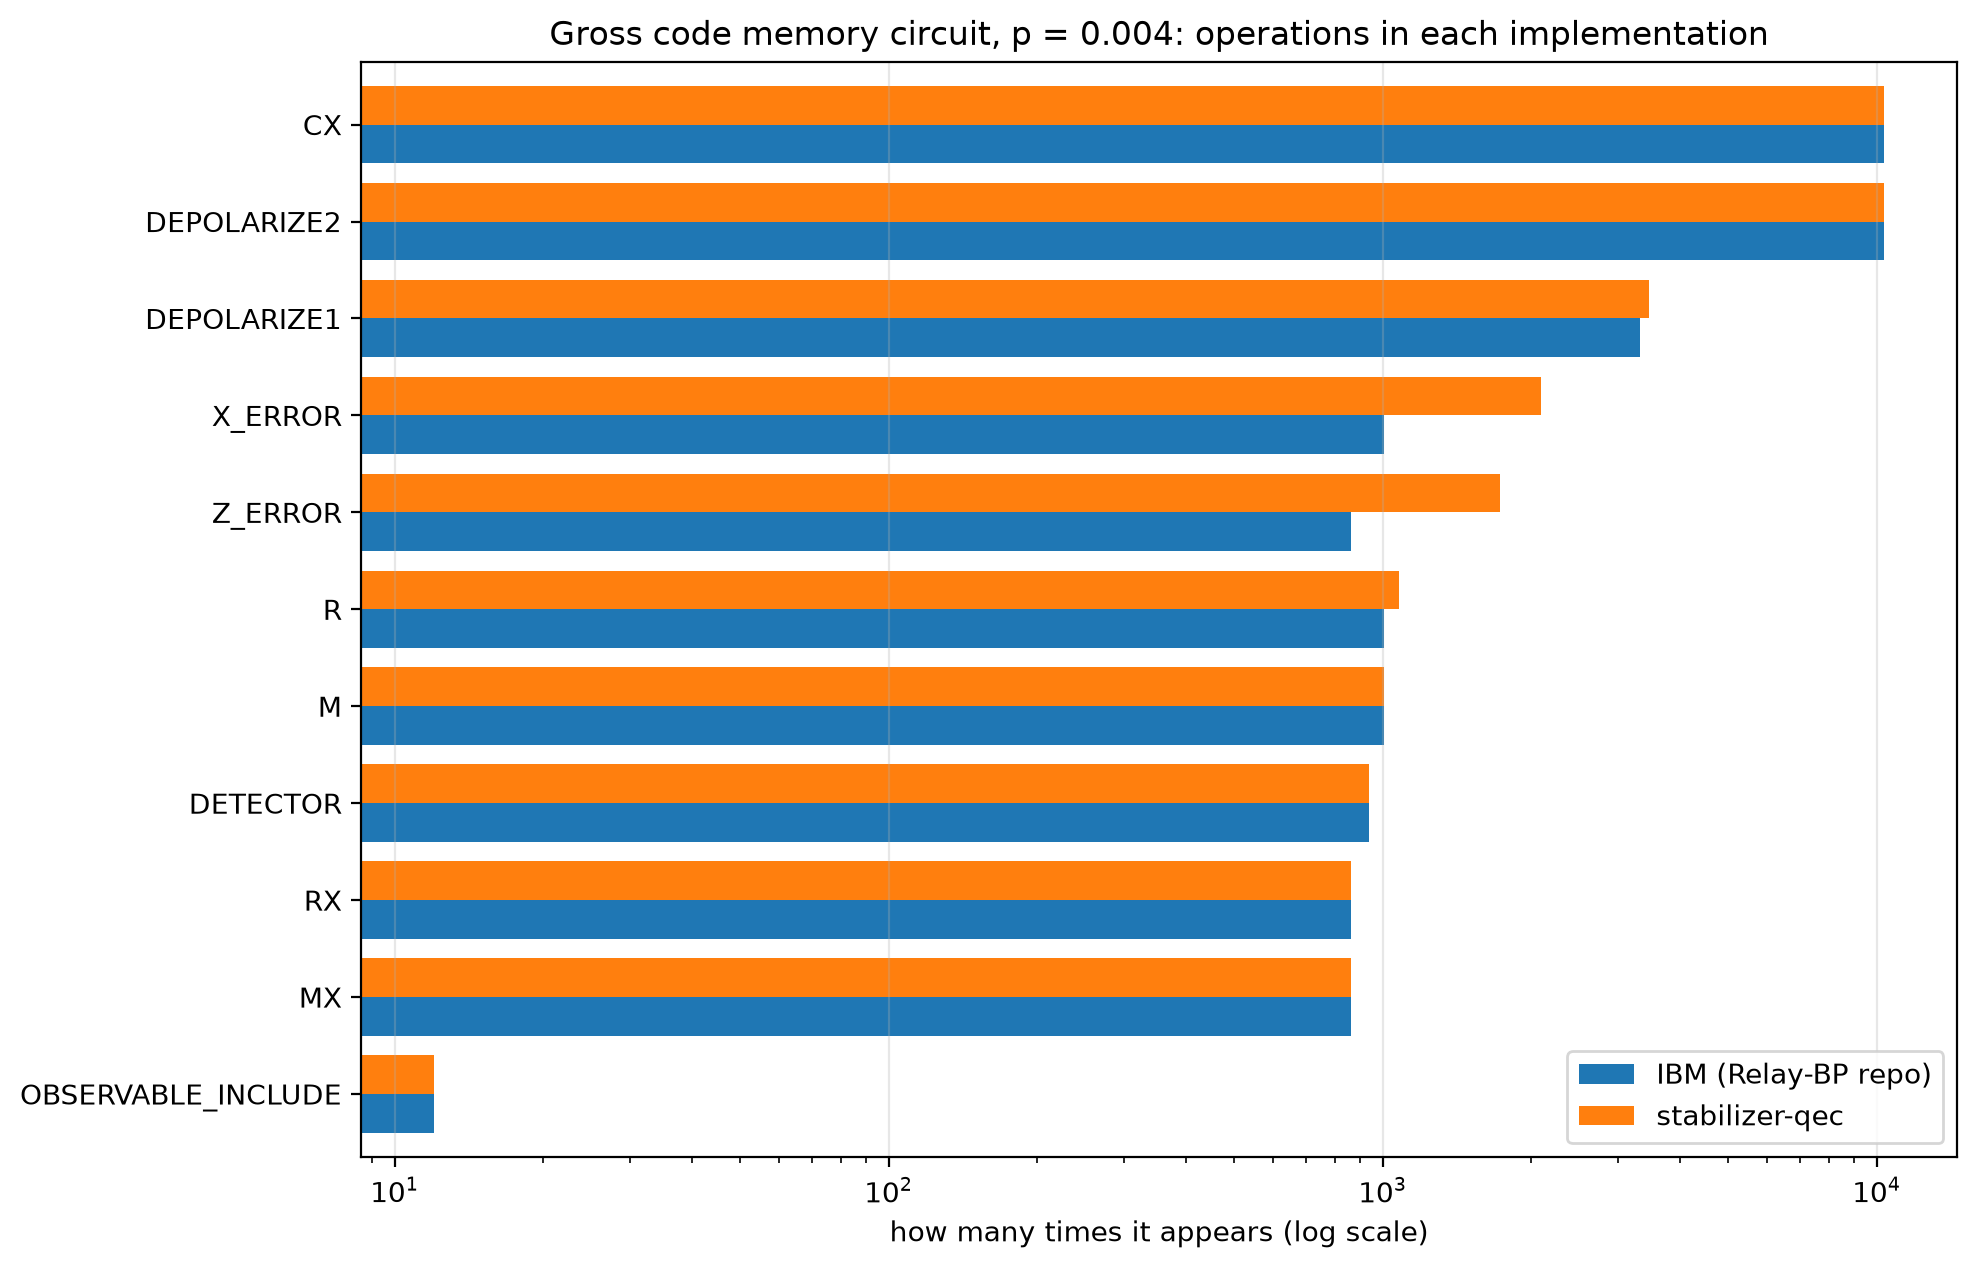 Gross code memory circuit, p = 0.004: operations in each implementation
CX
DEPOLARIZE2
DEPOLARIZE1
X_ERROR
Z_ERROR
R
M
DETECTOR
RX
MX
OBSERVABLE_INCLUDE
IBM (Relay-BP repo)
stabilizer-qec
10¹ 10² 10³ 10⁴
how many times it appears (log scale)